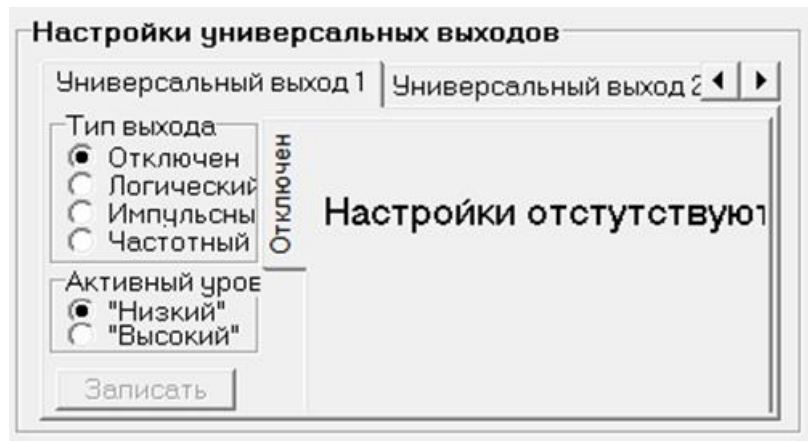 Настройки универсальных выходов
Универсальный выход 1
Универсальный выход 2
Тип выхода
Отключен
Логический
Импульсны
Частотный
Отключен
Настройки отстутствуют
Активный уров
"Низкий"
"Высокий"
Записать